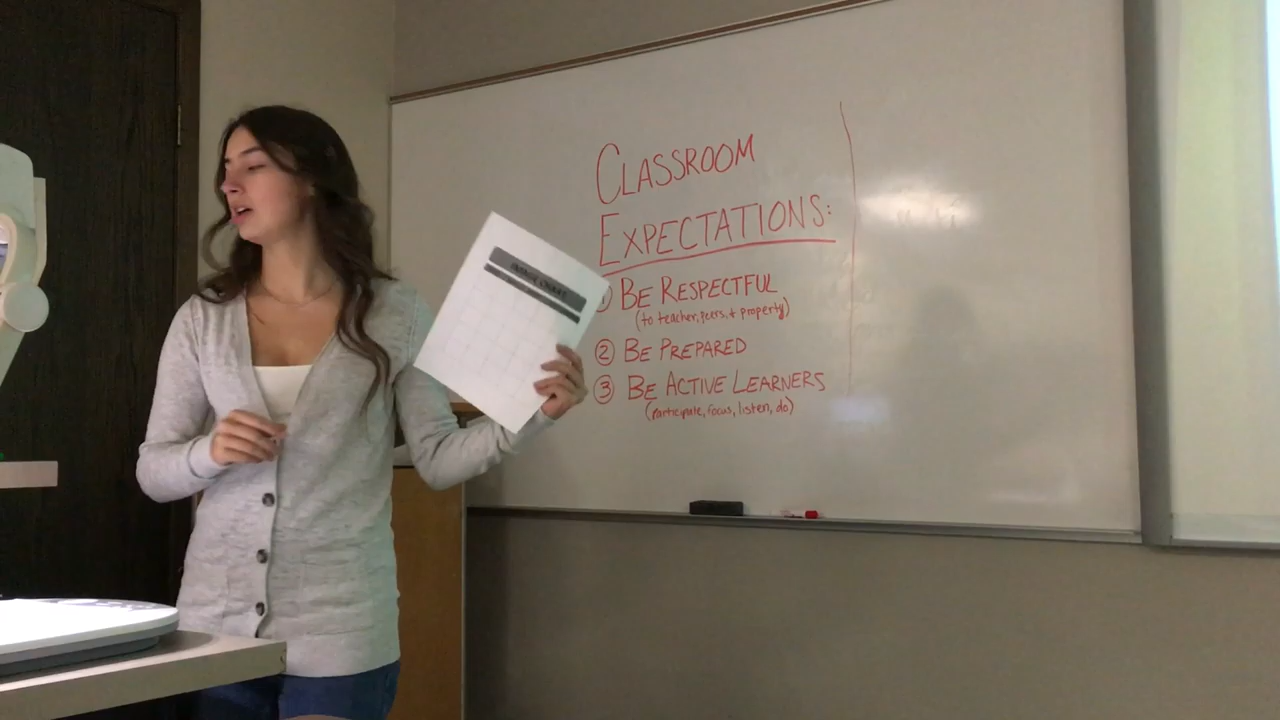 CLASSROOM
EXPECTATIONS:
1 BE RESPECTFUL
(to teacher, peers, + property)
2 BE PREPARED
3 BE ACTIVE LEARNERS
(participate, focus, listen, do)